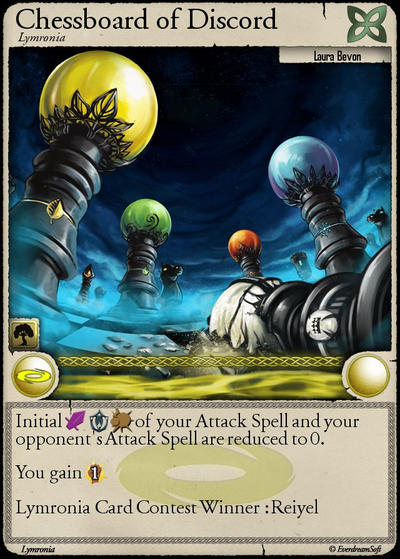 Chessboard of Discord
Lymronia
Laura Bevon
Initial of your Attack Spell and your
opponent's Attack Spell are reduced to 0.
You gain 1
Lymronia Card Contest Winner :Reiyel
Lymronia
© EverdreamSoft